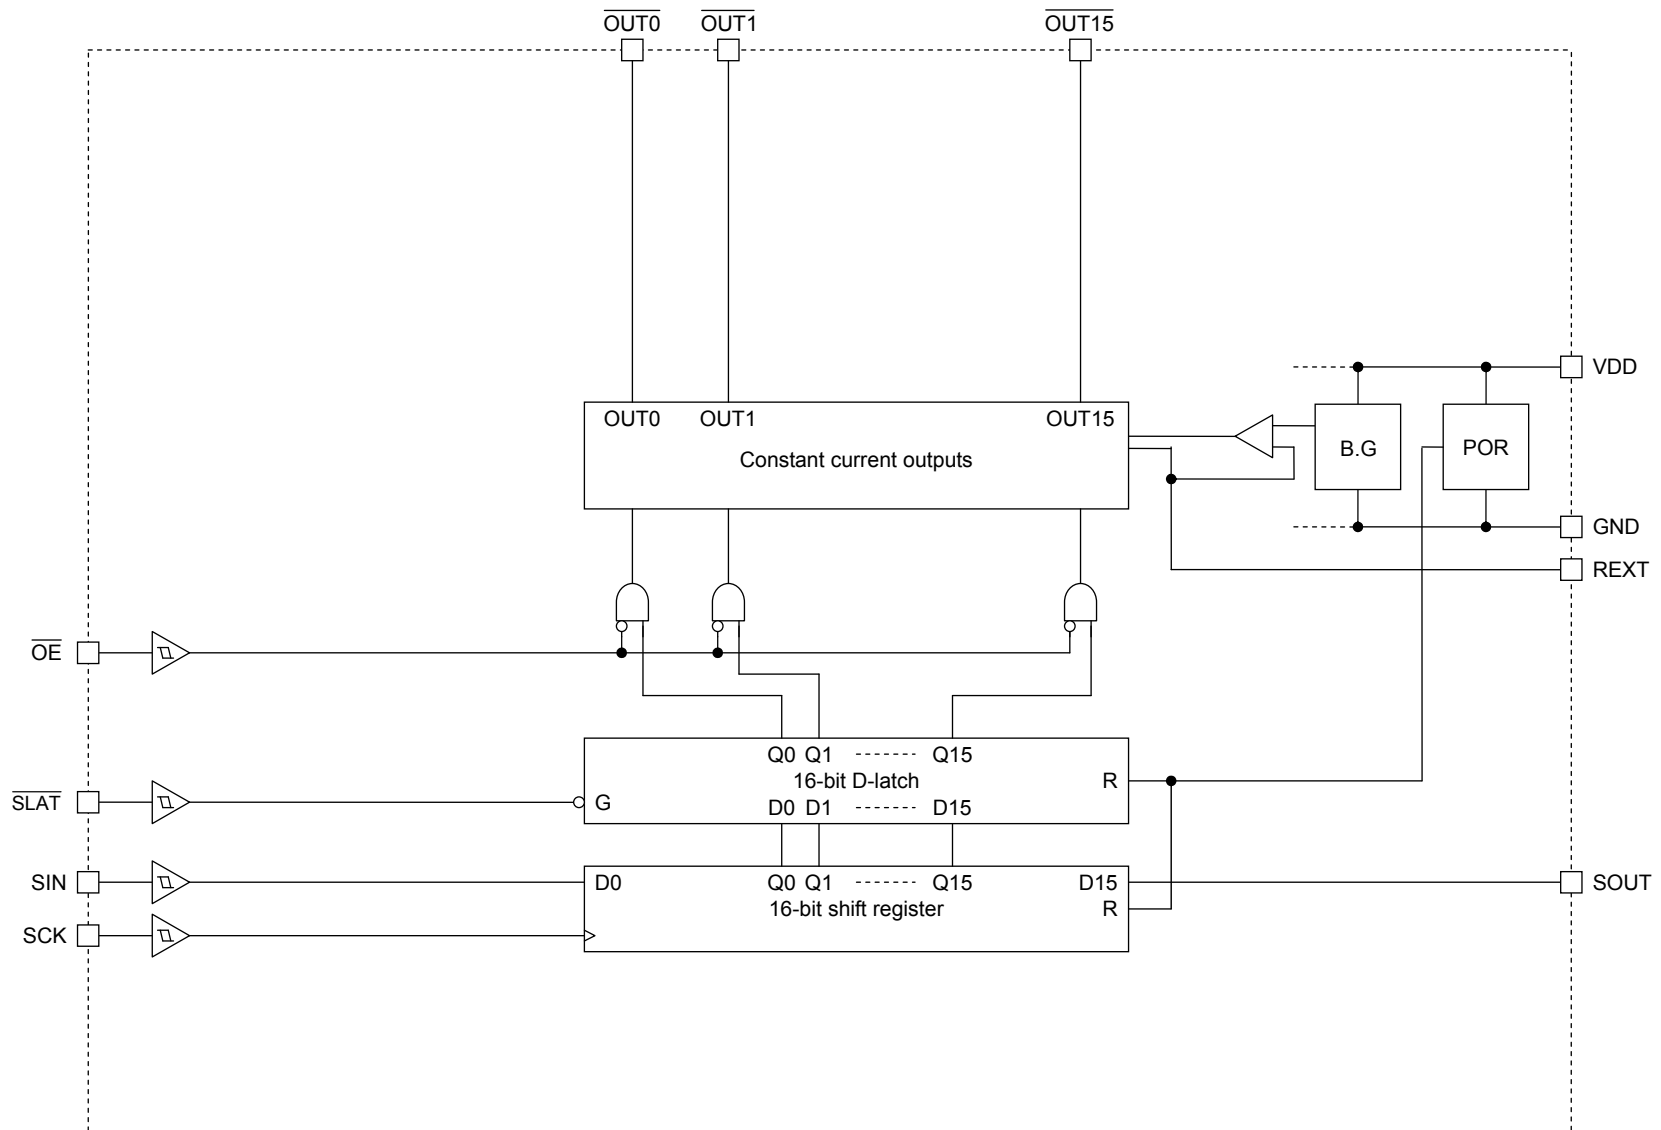 OUT0 OUT1 OUT15
VDD
OUT0 OUT1 OUT15
Constant current outputs
B.G
POR
GND
REXT
OE
Q0 Q1 Q15
16-bit D-latch
R
SLAT
G
D0 D1 D15
SIN
D0
Q0 Q1 Q15
D15
SOUT
16-bit shift register
R
SCK